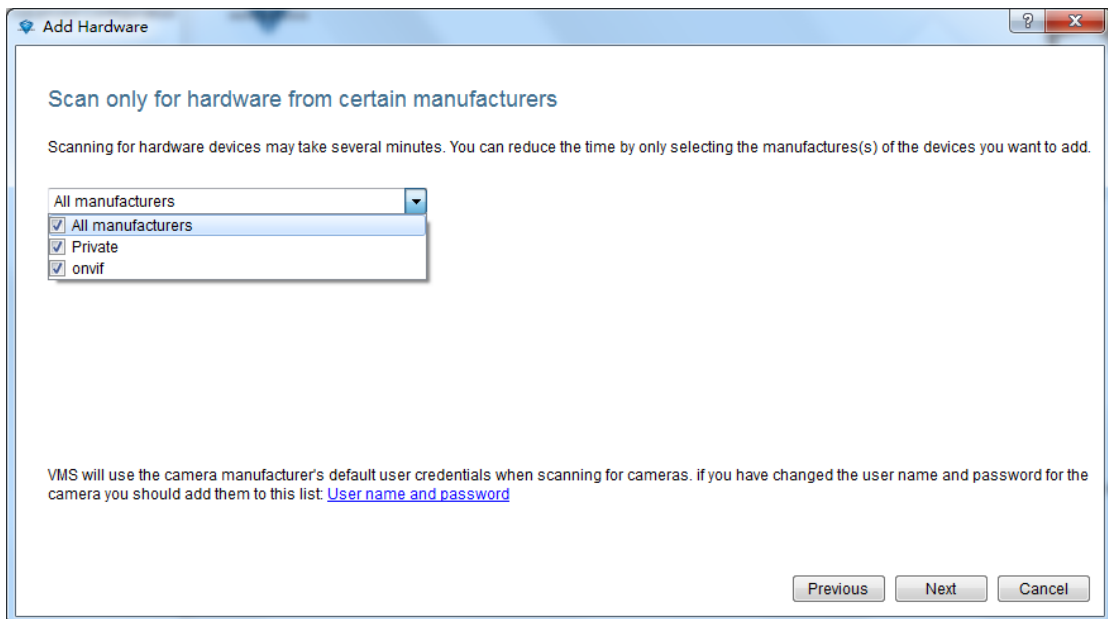 Add Hardware
?
X
Scan only for hardware from certain manufacturers
Scanning for hardware devices may take several minutes. You can reduce the time by only selecting the manufactures(s) of the devices you want to add.
All manufacturers
All manufacturers
Private
onvif
VMS will use the camera manufacturer's default user credentials when scanning for cameras. if you have changed the user name and password for the
camera you should add them to this list: User name and password
Previous
Next
Cancel